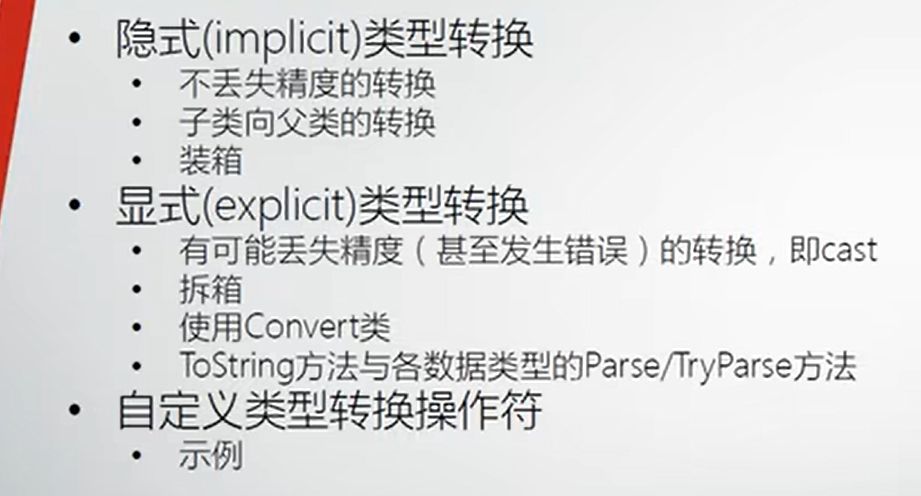 • 隐式(implicit)类型转换
• 不丢失精度的转换
• 子类向父类的转换
• 装箱
• 显式(explicit)类型转换
• 有可能丢失精度（甚至发生错误）的转换，即cast
• 拆箱
• 使用Convert类
• ToString方法与各数据类型的Parse/TryParse方法
• 自定义类型转换操作符
• 示例